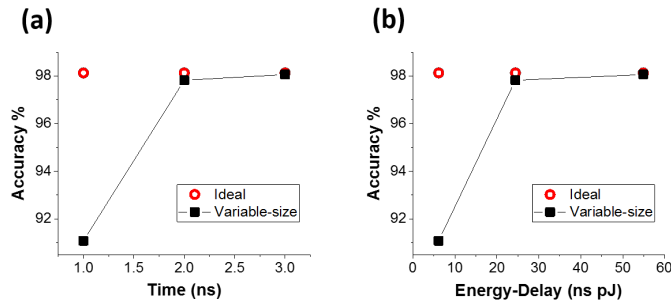 (a)
Accuracy %
98
96
94
92
1.0 1.5 2.0 2.5 3.0
Time (ns)
Ideal
Variable-size
(b)
Accuracy %
98
96
94
92
0 10 20 30 40 50 60
Energy-Delay (ns pJ)
Ideal
Variable-size